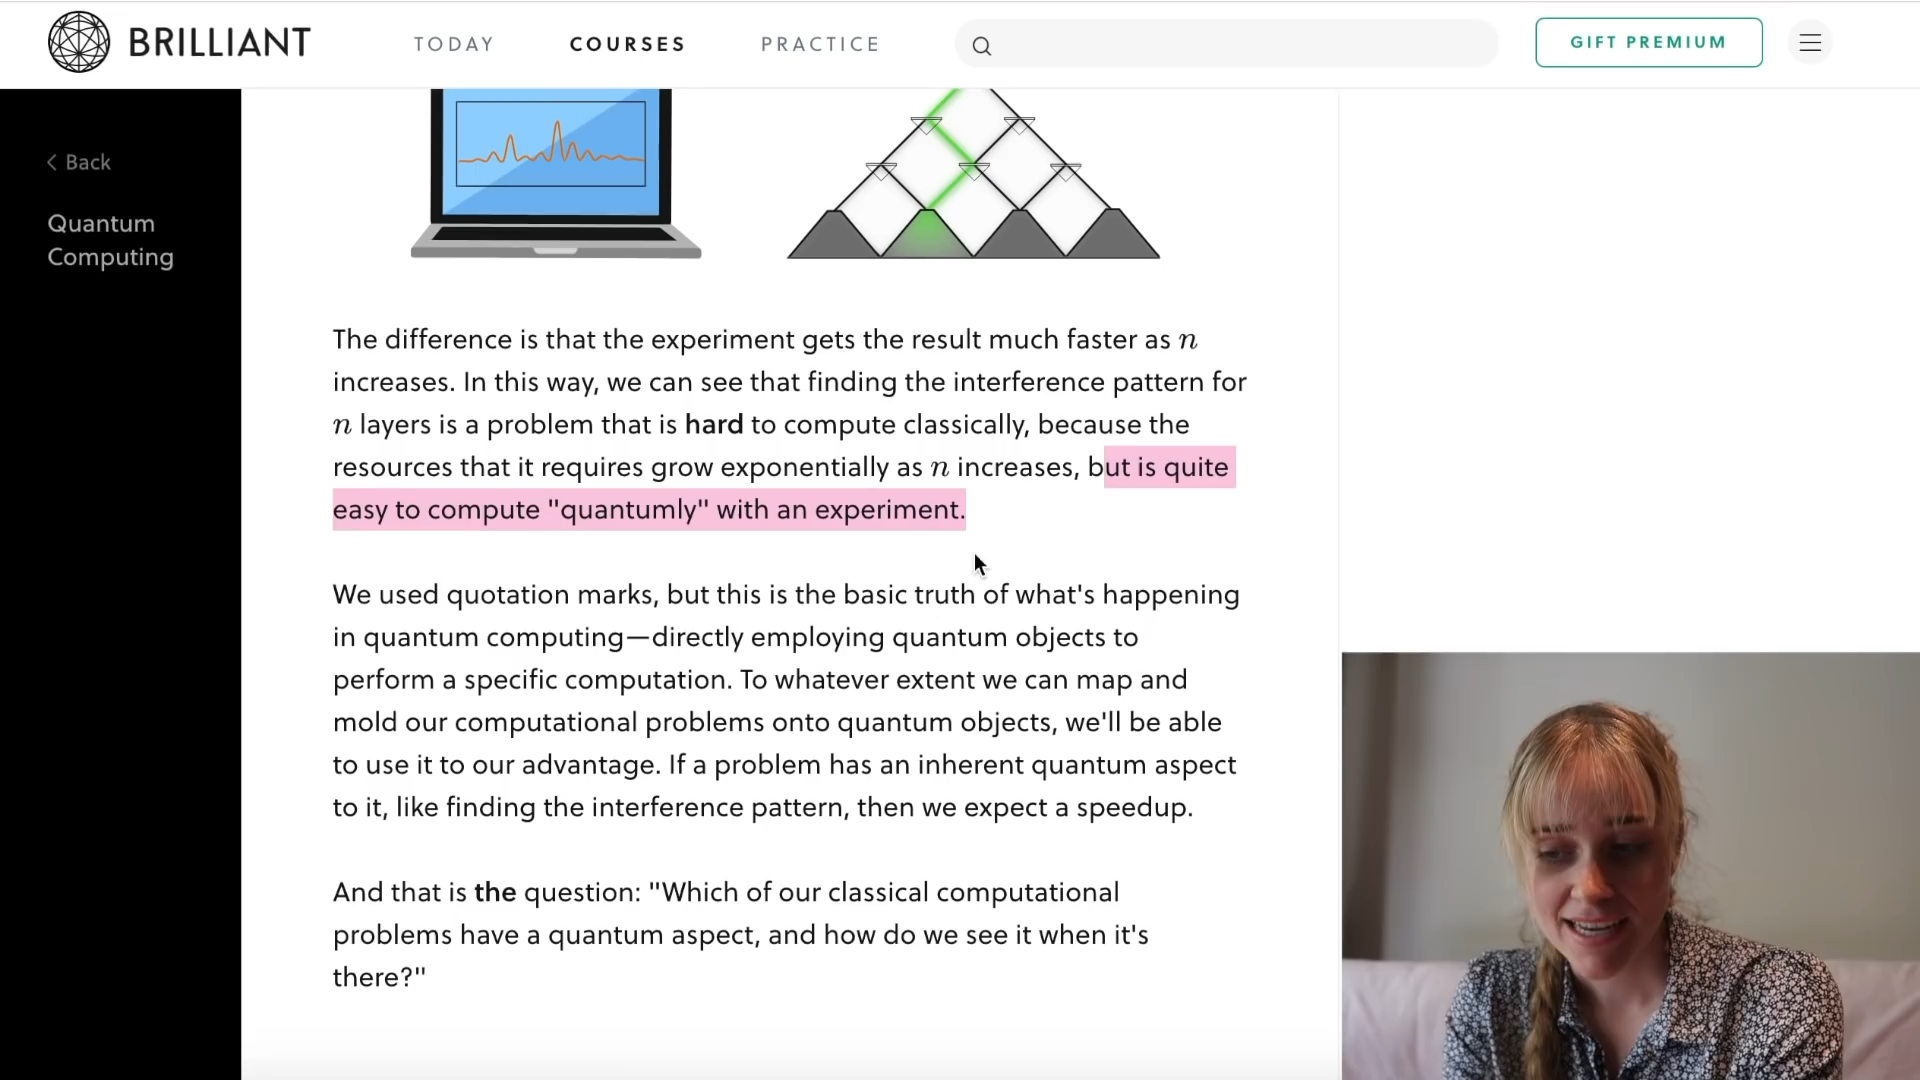 BRILLIANT
TODAY
COURSES
PRACTICE
GIFT PREMIUM
Back
Quantum
Computing
The difference is that the experiment gets the result much faster as n
increases. In this way, we can see that finding the interference pattern for
n layers is a problem that is hard to compute classically, because the
resources that it requires grow exponentially as n increases, but is quite
easy to compute "quantumly" with an experiment.
We used quotation marks, but this is the basic truth of what's happening
in quantum computing—directly employing quantum objects to
perform a specific computation. To whatever extent we can map and
mold our computational problems onto quantum objects, we'll be able
to use it to our advantage. If a problem has an inherent quantum aspect
to it, like finding the interference pattern, then we expect a speedup.
And that is the question: "Which of our classical computational
problems have a quantum aspect, and how do we see it when it's
there?"